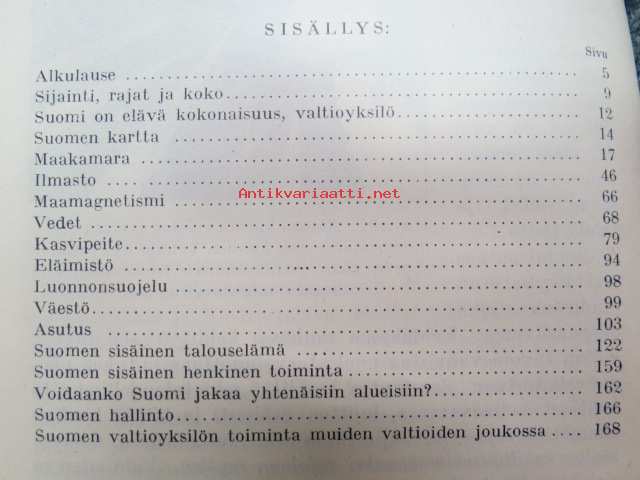 SISÄLLYS:
Sivu
Alkulause ........................................ 5
Sijainti, rajat ja koko ........................................ 9
Suomi on elävä kokonaisuus, valtioyksilö ........................ 12
Suomen kartta ........................................ 14
Maakamara ........................................ 17
Ilmasto ........................................ 46
Antikvariaatti.net
Maamagnetismi ........................................ 66
Vedet ........................................ 68
Kasvipeite ........................................ 79
Eläimistö ........................................ 94
Luonnonsuojelu ........................................ 98
Väestö ........................................ 99
Asutus ........................................ 103
Suomen sisäinen talouselämä ........................................ 122
Suomen sisäinen henkinen toiminta ........................... 159
Voidaanko Suomi jakaa yhtenäisiin alueisiin? .................. 162
Suomen hallinto ........................................ 166
Suomen valtioyksilön toiminta muiden valtioiden joukossa .... 168